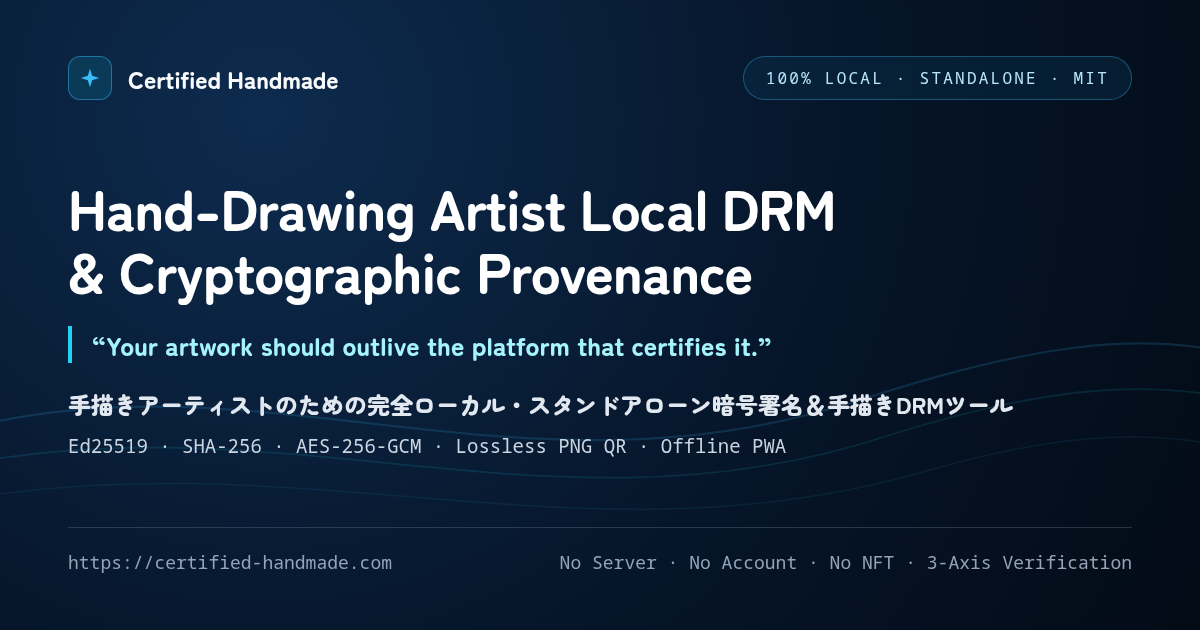 Certified Handmade
100% LOCAL · STANDALONE · MIT
Hand-Drawing Artist Local DRM
& Cryptographic Provenance
“Your artwork should outlive the platform that certifies it.”
手描きアーティストのための完全ローカル・スタンドアローン暗号署名＆手描きDRMツール
Ed25519 · SHA-256 · AES-256-GCM · Lossless PNG QR · Offline PWA
https://certified-handmade.com
No Server · No Account · No NFT · 3-Axis Verification